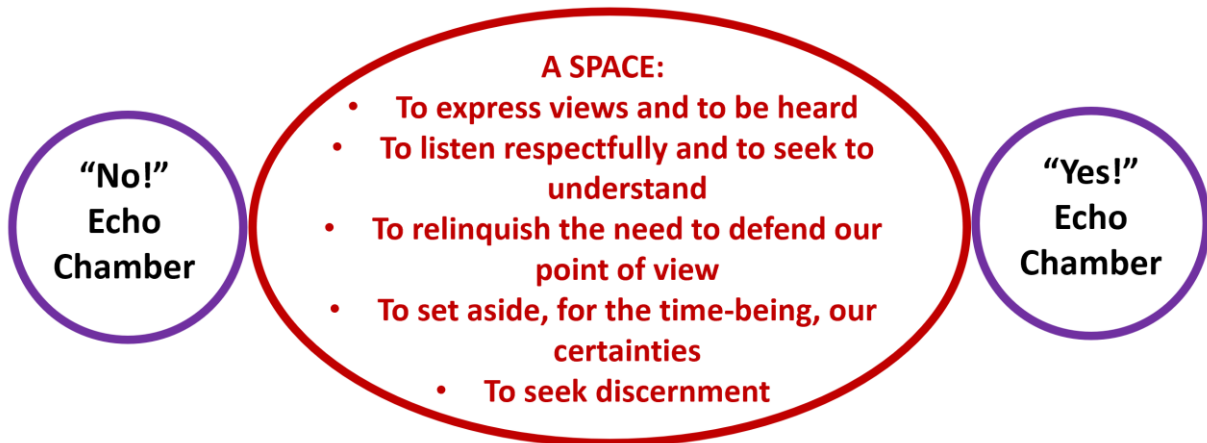 “No!”
Echo
Chamber
A SPACE:
• To express views and to be heard
• To listen respectfully and to seek to
understand
• To relinquish the need to defend our
point of view
• To set aside, for the time-being, our
certainties
• To seek discernment
“Yes!”
Echo
Chamber